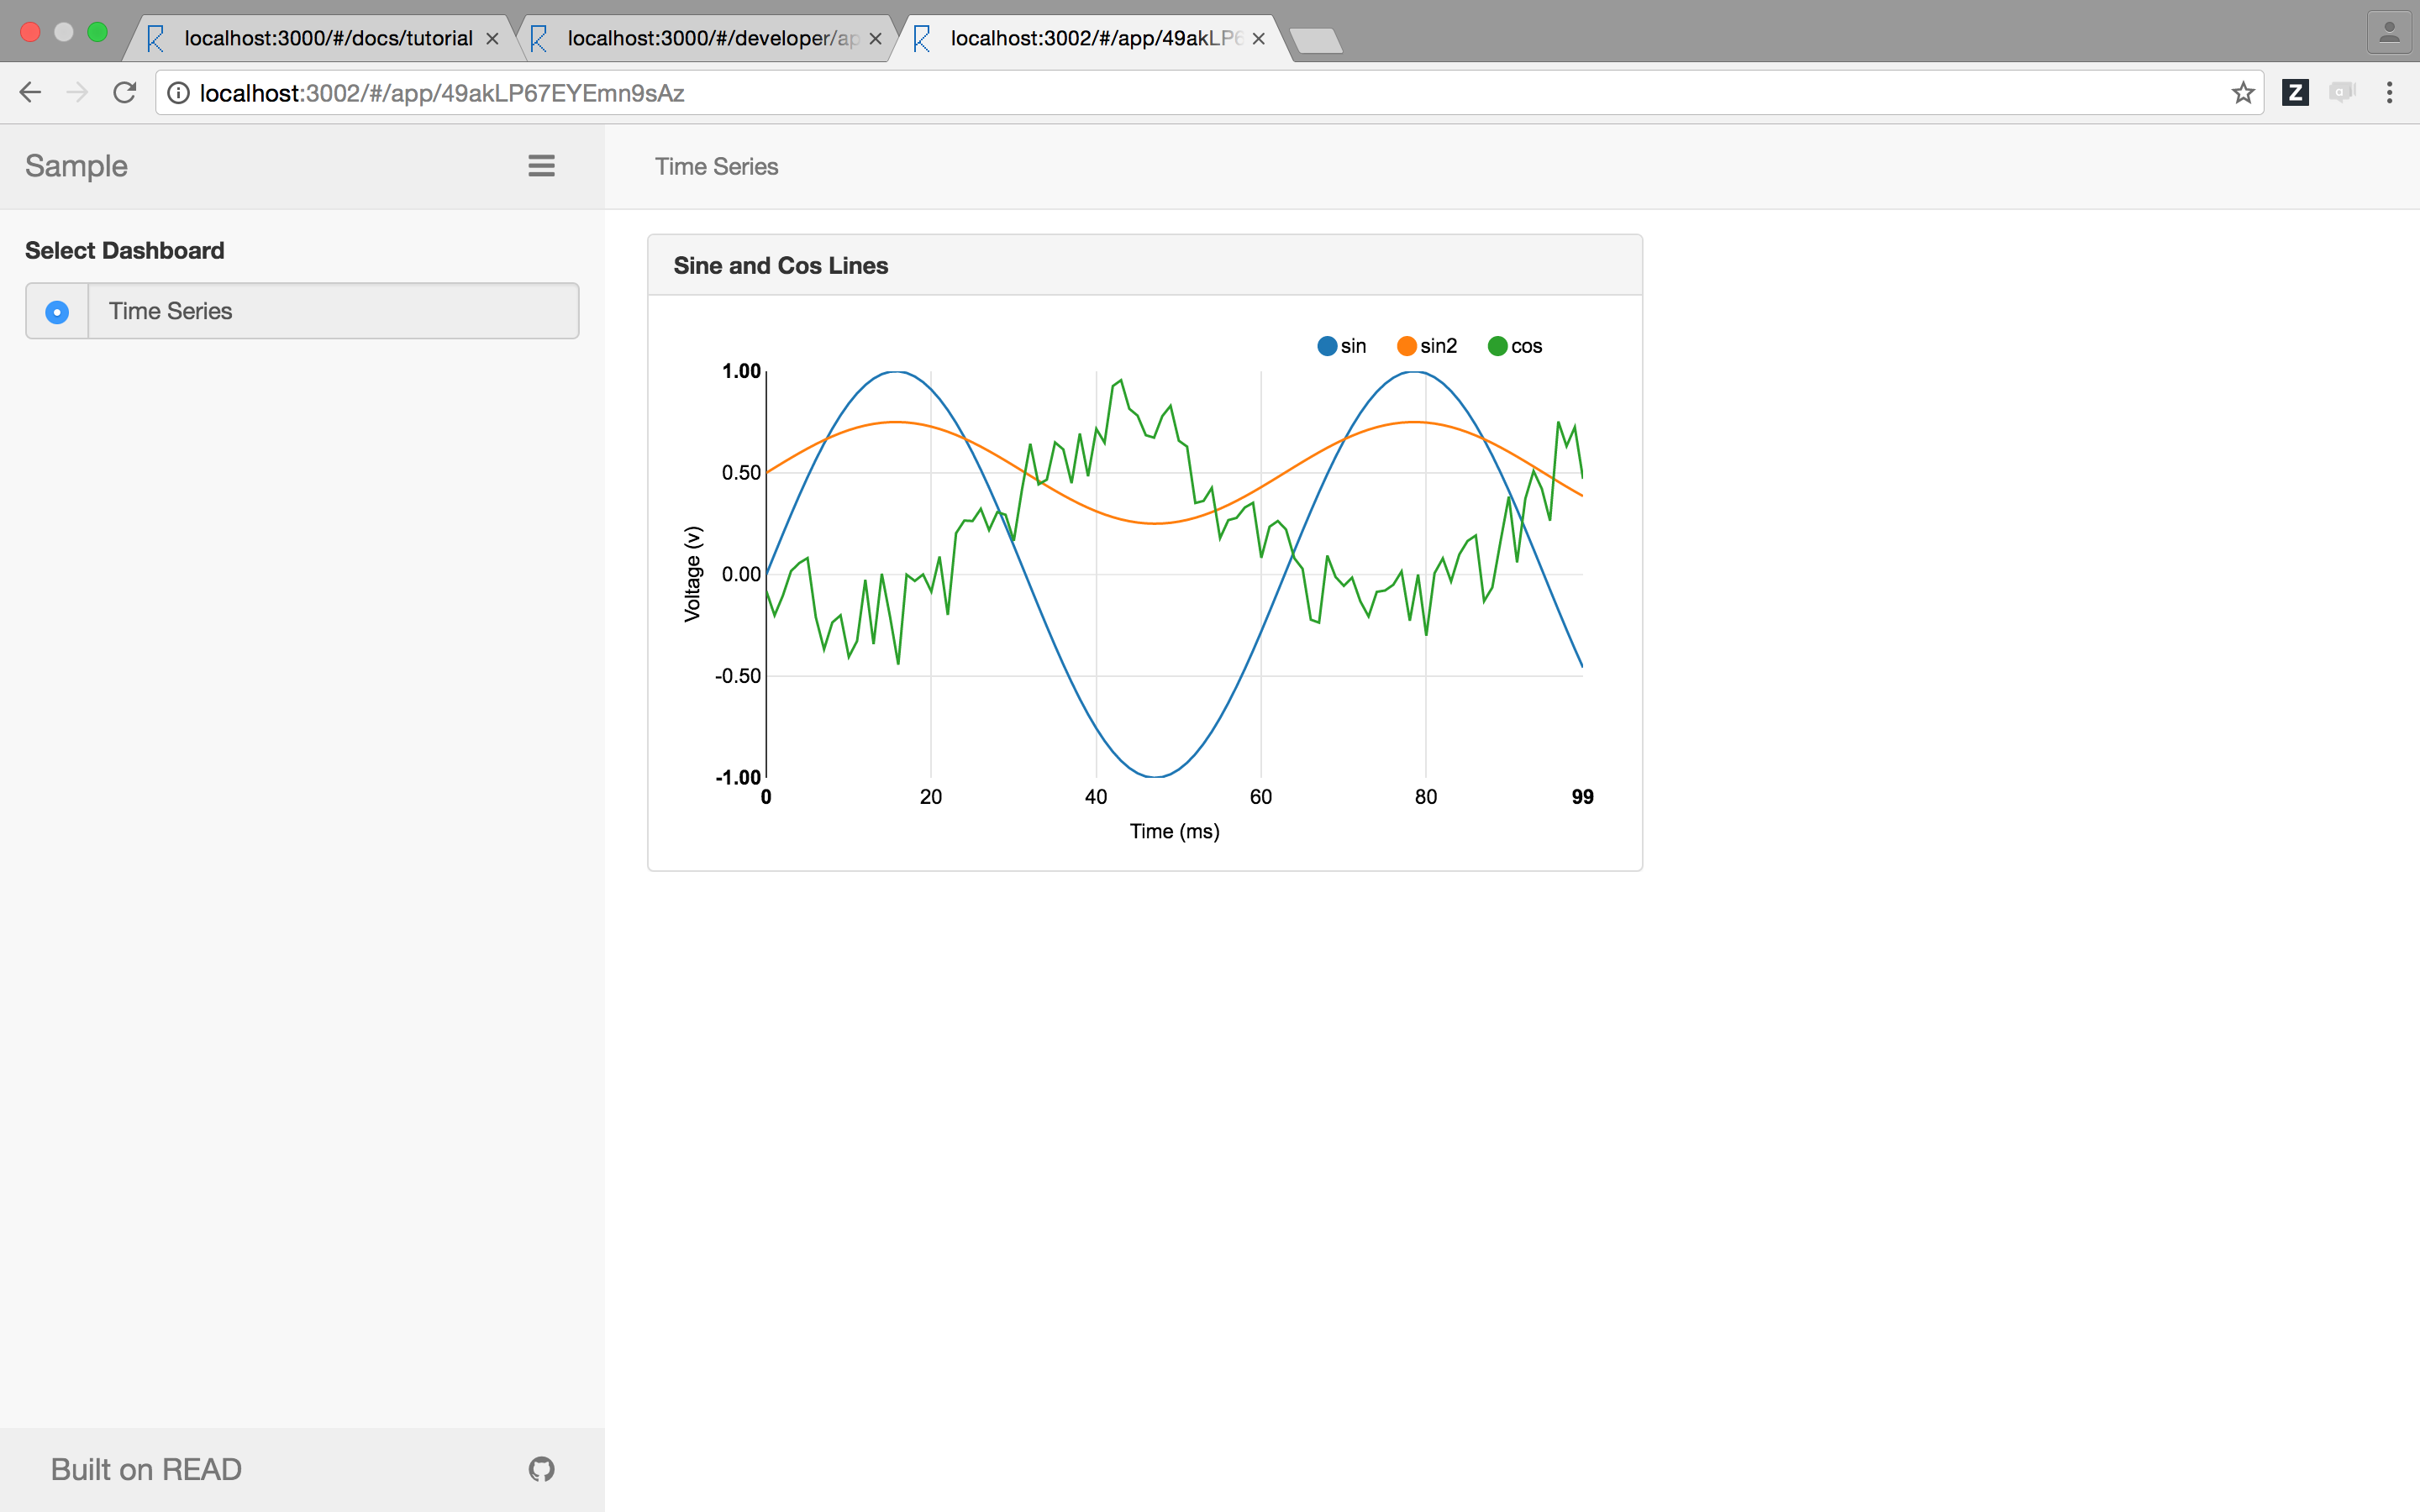 localhost:3000/#/docs/tutorial
localhost:3000/#/developer/ap
localhost:3002/#/app/49akLP6
localhost:3002/#/app/49akLP67EYEmn9sAz
Z
a
Sample
Time Series
Select Dashboard
Time Series
Sine and Cos Lines
sin sin2 cos
1.00
0.50
0.00
-0.50
-1.00
Voltage (v)
0 20 40 60 80 99
Time (ms)
Built on READ